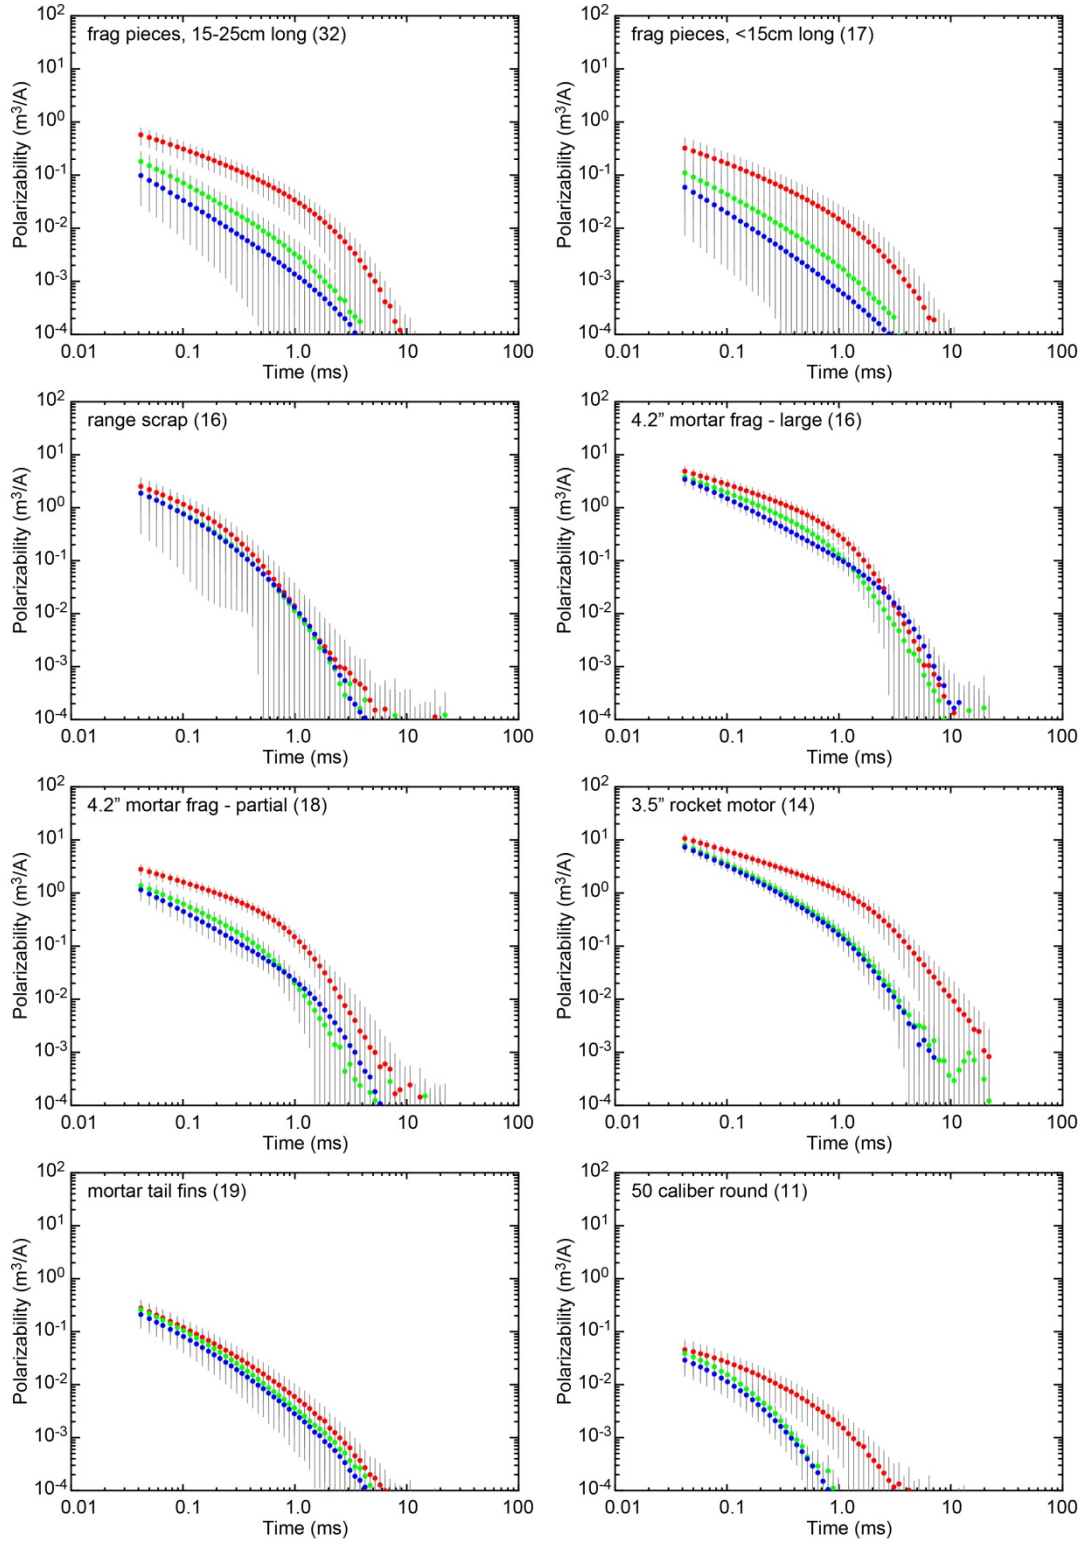 frag pieces, 15-25cm long (32)
10²
10¹
10⁰
10⁻¹
10⁻²
10⁻³
10⁻⁴
Polarizability (m³/A)
0.01 0.1 1.0 10 100
Time (ms)
frag pieces, <15cm long (17)
10²
10¹
10⁰
10⁻¹
10⁻²
10⁻³
10⁻⁴
Polarizability (m³/A)
0.01 0.1 1.0 10 100
Time (ms)
range scrap (16)
10²
10¹
10⁰
10⁻¹
10⁻²
10⁻³
10⁻⁴
Polarizability (m³/A)
0.01 0.1 1.0 10 100
Time (ms)
4.2” mortar frag - large (16)
10²
10¹
10⁰
10⁻¹
10⁻²
10⁻³
10⁻⁴
Polarizability (m³/A)
0.01 0.1 1.0 10 100
Time (ms)
4.2” mortar frag - partial (18)
10²
10¹
10⁰
10⁻¹
10⁻²
10⁻³
10⁻⁴
Polarizability (m³/A)
0.01 0.1 1.0 10 100
Time (ms)
3.5” rocket motor (14)
10²
10¹
10⁰
10⁻¹
10⁻²
10⁻³
10⁻⁴
Polarizability (m³/A)
0.01 0.1 1.0 10 100
Time (ms)
mortar tail fins (19)
10²
10¹
10⁰
10⁻¹
10⁻²
10⁻³
10⁻⁴
Polarizability (m³/A)
0.01 0.1 1.0 10 100
Time (ms)
50 caliber round (11)
10²
10¹
10⁰
10⁻¹
10⁻²
10⁻³
10⁻⁴
Polarizability (m³/A)
0.01 0.1 1.0 10 100
Time (ms)